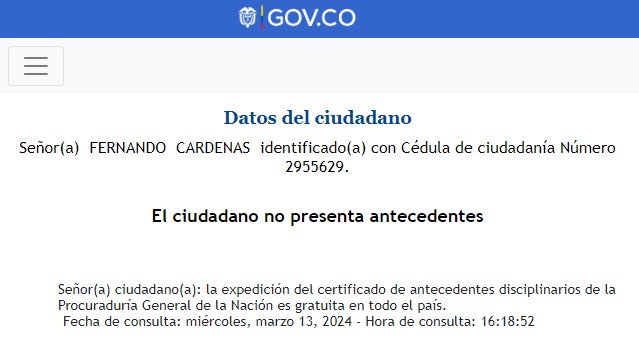 GOV.CO
Datos del ciudadano
Señor(a) FERNANDO CARDENAS identificado(a) con Cédula de ciudadanía Número
2955629.
El ciudadano no presenta antecedentes
Señor(a) ciudadano(a): la expedición del certificado de antecedentes disciplinarios de la
Procuraduría General de la Nación es gratuita en todo el país.
Fecha de consulta: miércoles, marzo 13, 2024 - Hora de consulta: 16:18:52